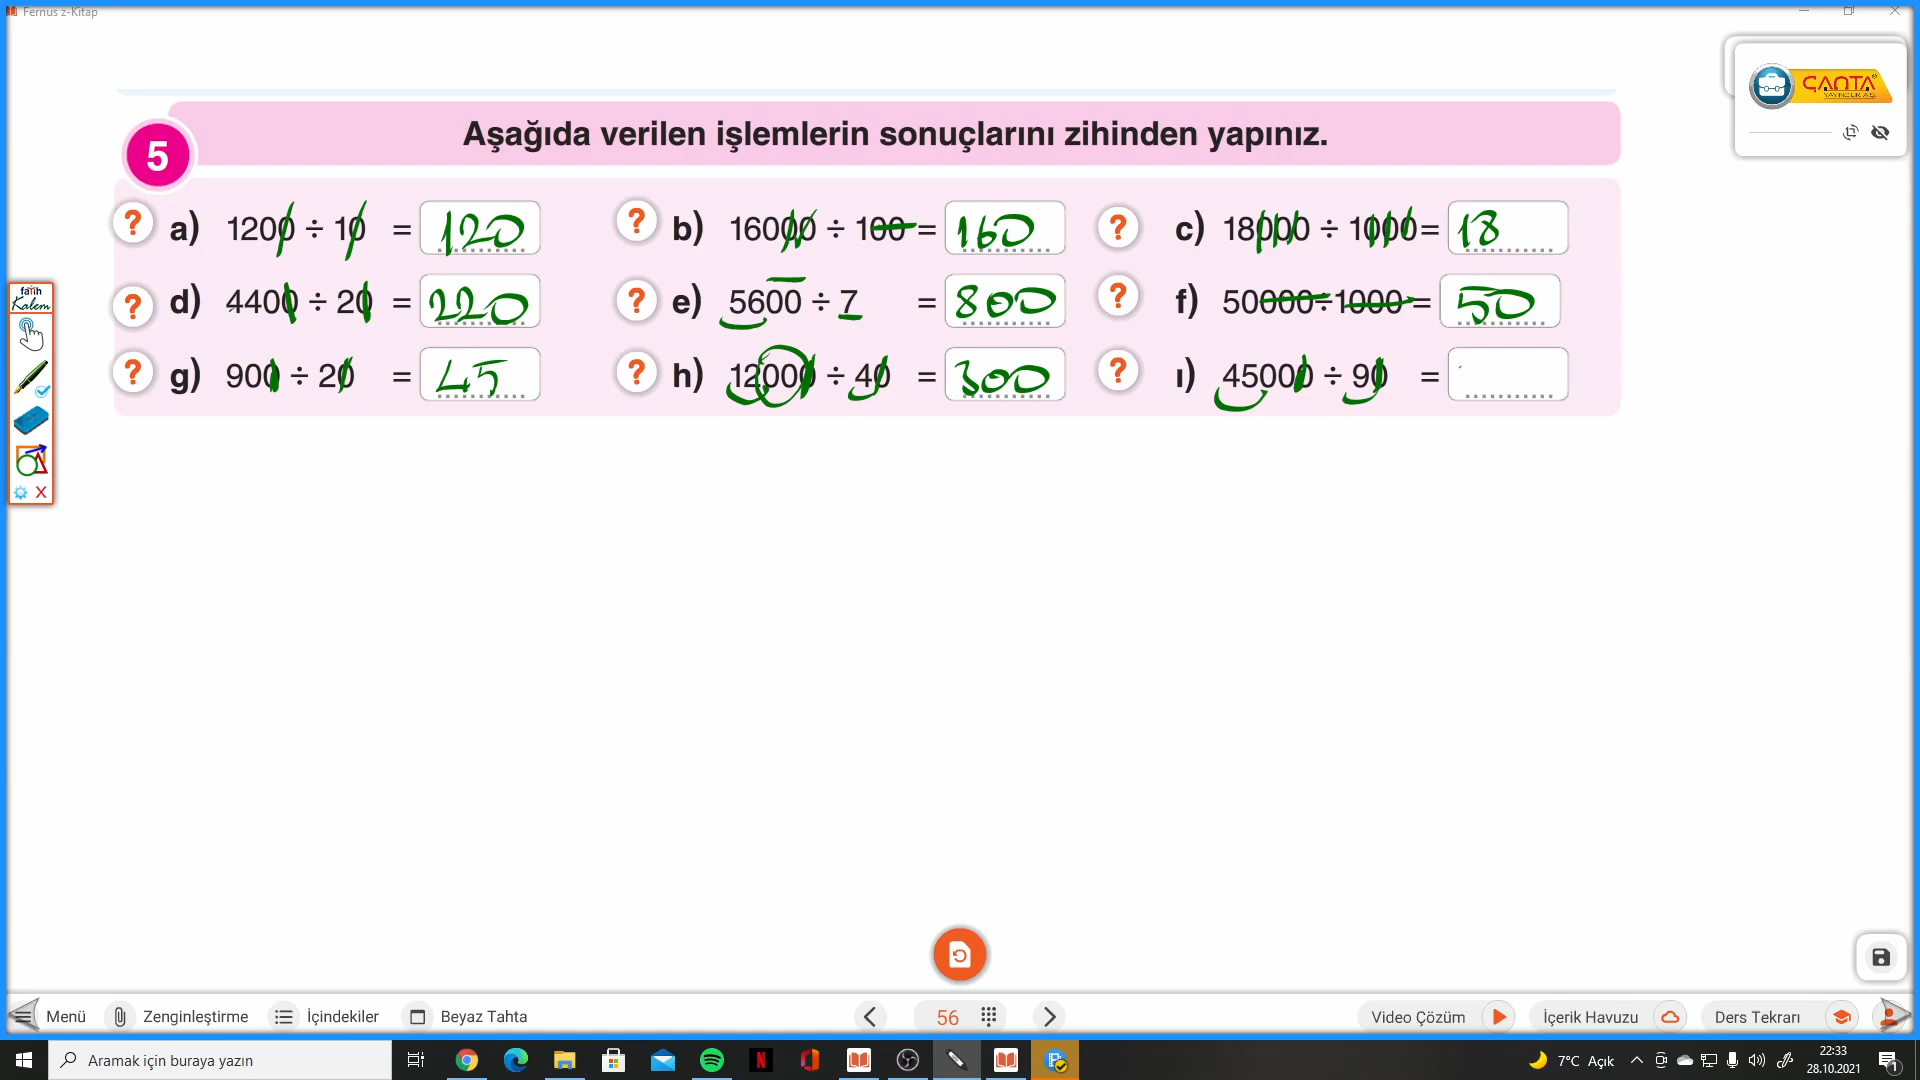 Fernus z-Kitap
ÇANTA
YAYINCILIK A.Ş.
5 Aşağıda verilen işlemlerin sonuçlarını zihinden yapınız.
? a) 1200 ÷ 10 = 120 ? b) 16000 ÷ 100 = 160 ? c) 18000 ÷ 1000 = 18
? d) 4400 ÷ 20 = 220 ? e) 5600 ÷ 7 = 800 ? f) 50000÷1000 = 50
? g) 900 ÷ 20 = 45 ? h) 12000 ÷ 40 = 300 ? ı) 45000 ÷ 90 =
fatih
Kalem
Menü Zenginleştirme İçindekiler Beyaz Tahta 56 Video Çözüm İçerik Havuzu Ders Tekrarı
Aramak için buraya yazın 7°C Açık 22:33
28.10.2021
1